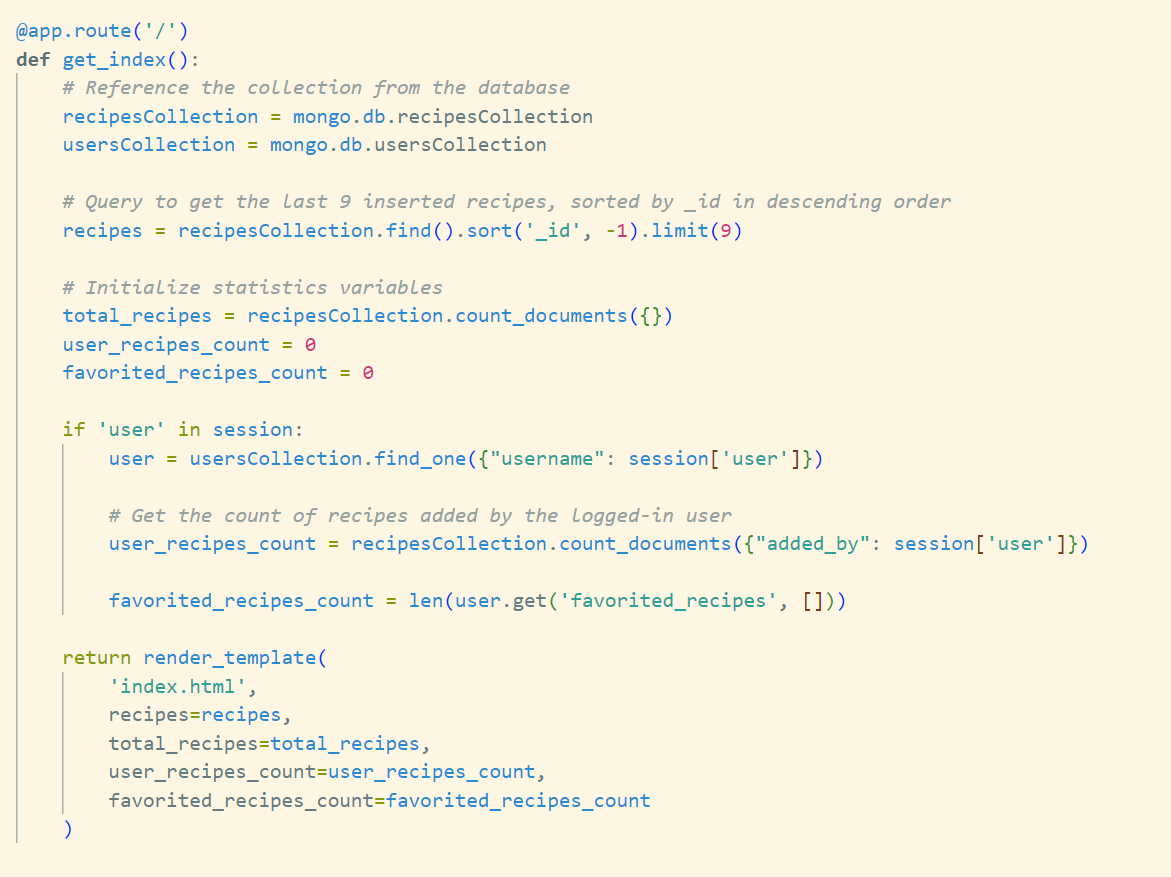 @app.route('/')
def get_index():
    # Reference the collection from the database
    recipesCollection = mongo.db.recipesCollection
    usersCollection = mongo.db.usersCollection

    # Query to get the last 9 inserted recipes, sorted by _id in descending order
    recipes = recipesCollection.find().sort('_id', -1).limit(9)

    # Initialize statistics variables
    total_recipes = recipesCollection.count_documents({})
    user_recipes_count = 0
    favorited_recipes_count = 0

    if 'user' in session:
        user = usersCollection.find_one({"username": session['user']})

        # Get the count of recipes added by the logged-in user
        user_recipes_count = recipesCollection.count_documents({"added_by": session['user']})

        favorited_recipes_count = len(user.get('favorited_recipes', []))

    return render_template(
        'index.html',
        recipes=recipes,
        total_recipes=total_recipes,
        user_recipes_count=user_recipes_count,
        favorited_recipes_count=favorited_recipes_count
    )